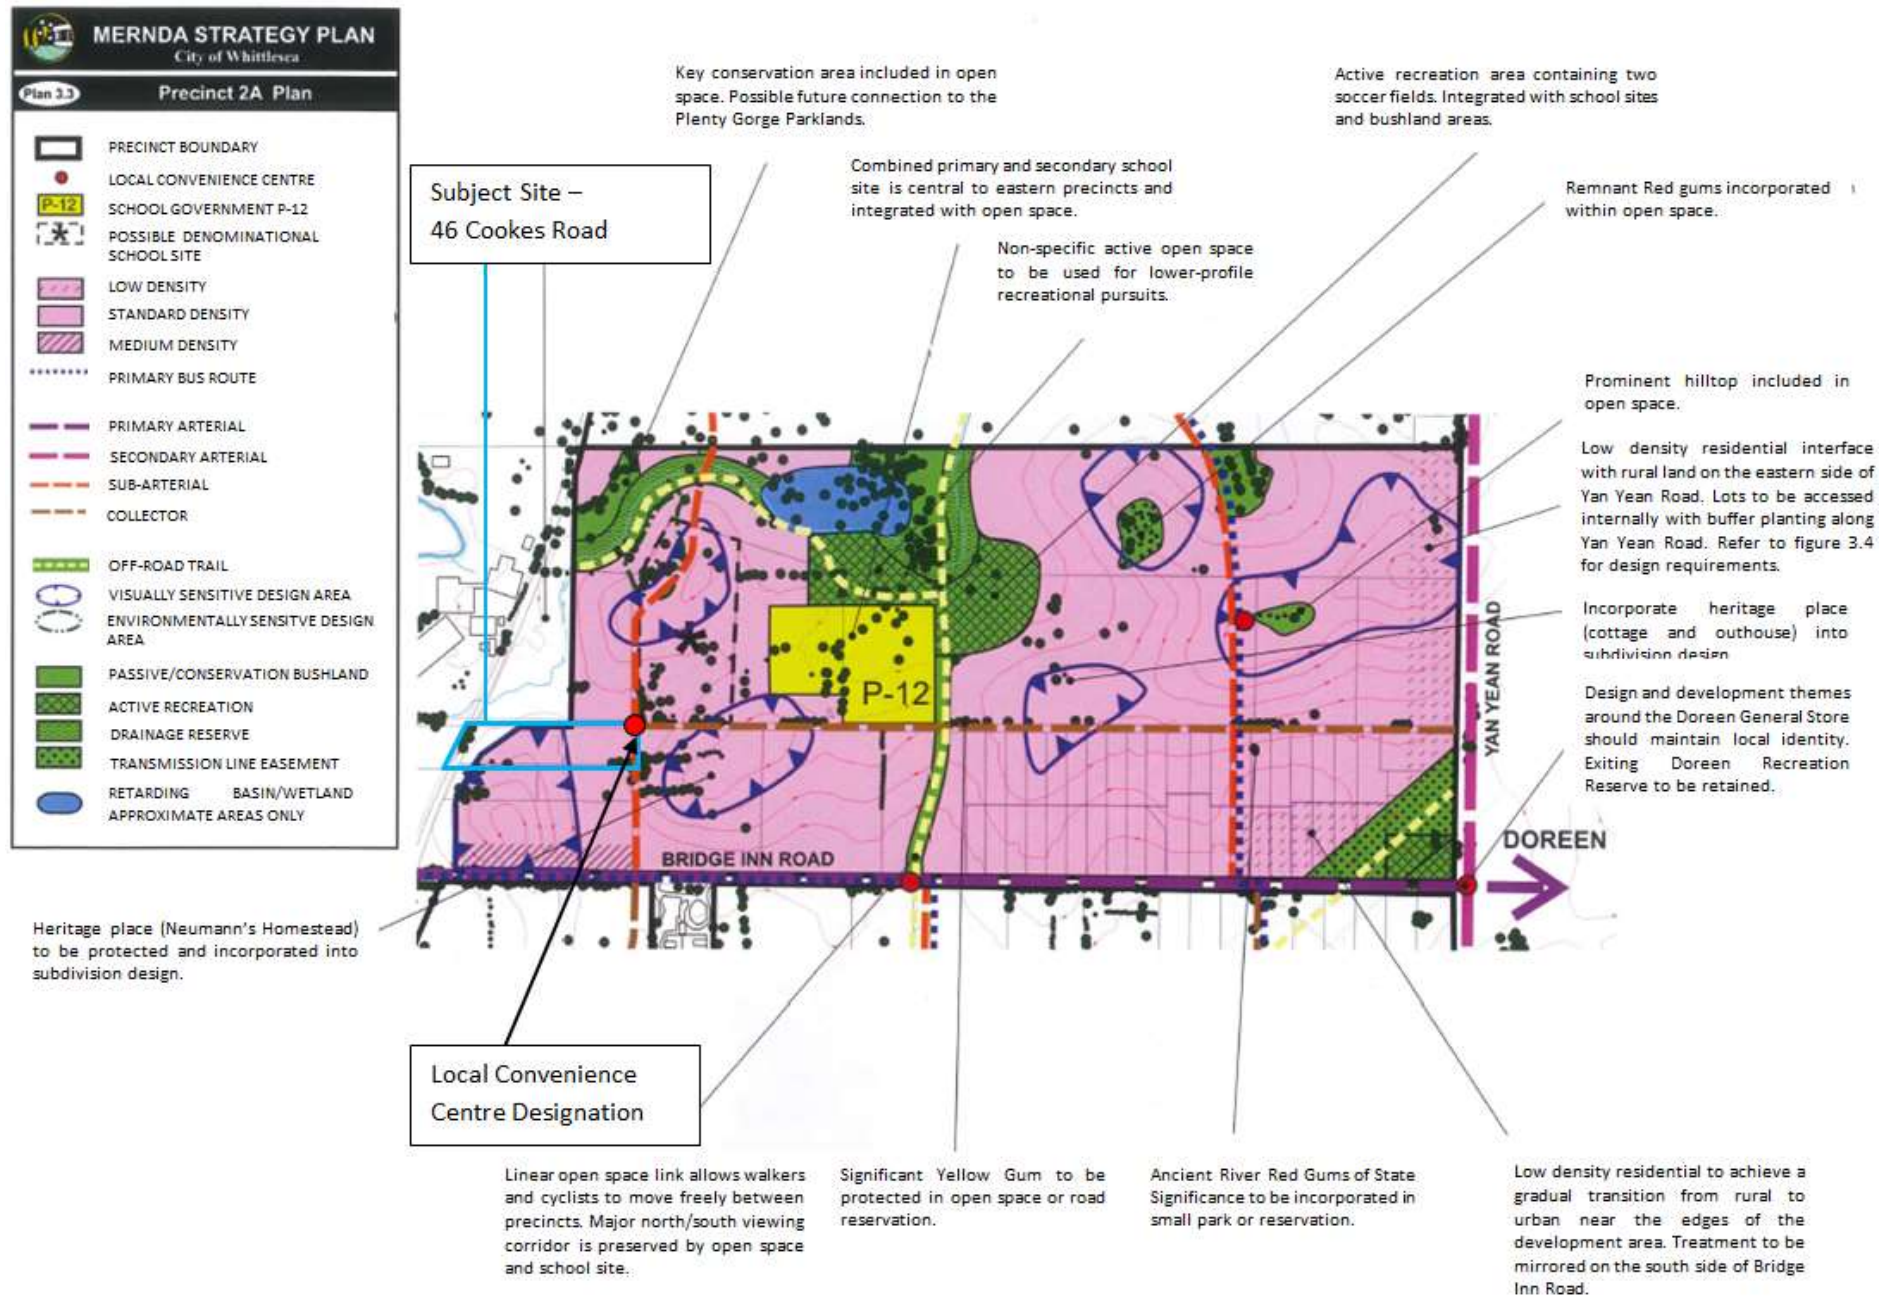 MERNDA STRATEGY PLAN
City of Whittlesea
Plan 3.3
Precinct 2A Plan
PRECINCT BOUNDARY
LOCAL CONVENIENCE CENTRE
P-12
SCHOOL GOVERNMENT P-12
POSSIBLE DENOMINATIONAL
SCHOOL SITE
LOW DENSITY
STANDARD DENSITY
MEDIUM DENSITY
PRIMARY BUS ROUTE
PRIMARY ARTERIAL
SECONDARY ARTERIAL
SUB-ARTERIAL
COLLECTOR
OFF-ROAD TRAIL
VISUALLY SENSITIVE DESIGN AREA
ENVIRONMENTALLY SENSITVE DESIGN
AREA
PASSIVE/CONSERVATION BUSHLAND
ACTIVE RECREATION
DRAINAGE RESERVE
TRANSMISSION LINE EASEMENT
RETARDING BASIN/WETLAND
APPROXIMATE AREAS ONLY
Subject Site –
46 Cookes Road
Key conservation area included in open
space. Possible future connection to the
Plenty Gorge Parklands.
Combined primary and secondary school
site is central to eastern precincts and
integrated with open space.
Non-specific active open space
to be used for lower-profile
recreational pursuits.
Active recreation area containing two
soccer fields. Integrated with school sites
and bushland areas.
Remnant Red gums incorporated
within open space.
Prominent hilltop included in
open space.
Low density residential interface
with rural land on the eastern side of
Yan Yean Road. Lots to be accessed
internally with buffer planting along
Yan Yean Road. Refer to figure 3.4
for design requirements.
Incorporate heritage place
(cottage and outhouse) into
subdivision design
Design and development themes
around the Doreen General Store
should maintain local identity.
Exiting Doreen Recreation
Reserve to be retained.
P-12
YAN YEAN ROAD
BRIDGE INN ROAD
DOREEN
Heritage place (Neumann's Homestead)
to be protected and incorporated into
subdivision design.
Local Convenience
Centre Designation
Linear open space link allows walkers
and cyclists to move freely between
precincts. Major north/south viewing
corridor is preserved by open space
and school site.
Significant Yellow Gum to be
protected in open space or road
reservation.
Ancient River Red Gums of State
Significance to be incorporated in
small park or reservation.
Low density residential to achieve a
gradual transition from rural to
urban near the edges of the
development area. Treatment to be
mirrored on the south side of Bridge
Inn Road.